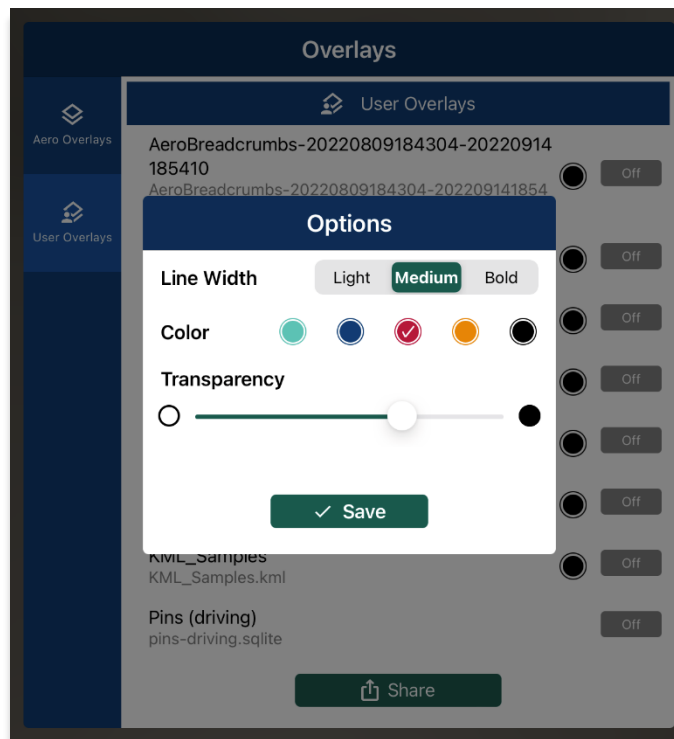 Overlays
Aero Overlays
User Overlays
User Overlays
AeroBreadcrumbs-20220809184304-20220914
185410
AeroBreadcrumbs-20220809184304-202209141854
Off
Options
Line Width
Light
Medium
Bold
Off
Color
Off
Transparency
Off
Off
Save
Off
KML_Samples
KML_Samples.kml
Off
Pins (driving)
pins-driving.sqlite
Off
Share